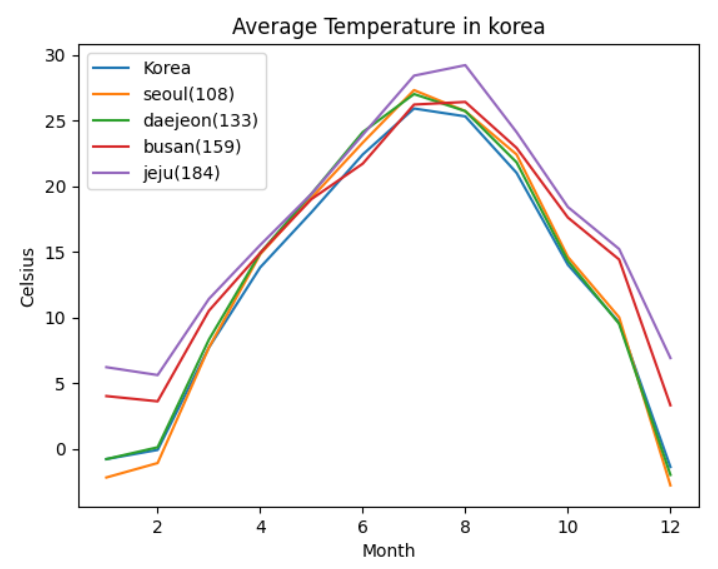 Average Temperature in korea
30
25
20
15
10
5
0
Celsius
Korea
seoul(108)
daejeon(133)
busan(159)
jeju(184)
2 4 6 8 10 12
Month